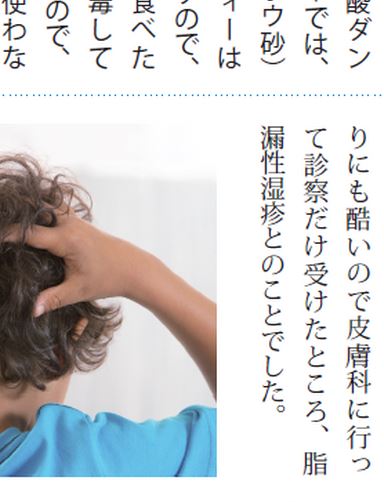 酸ダン
では、
ウ砂）
ィーは
ので、
食べた
毒して
ので、
使わな
りにも酷いので皮膚科に行っ
て診察だけ受けたところ、脂
漏性湿疹とのことでした。